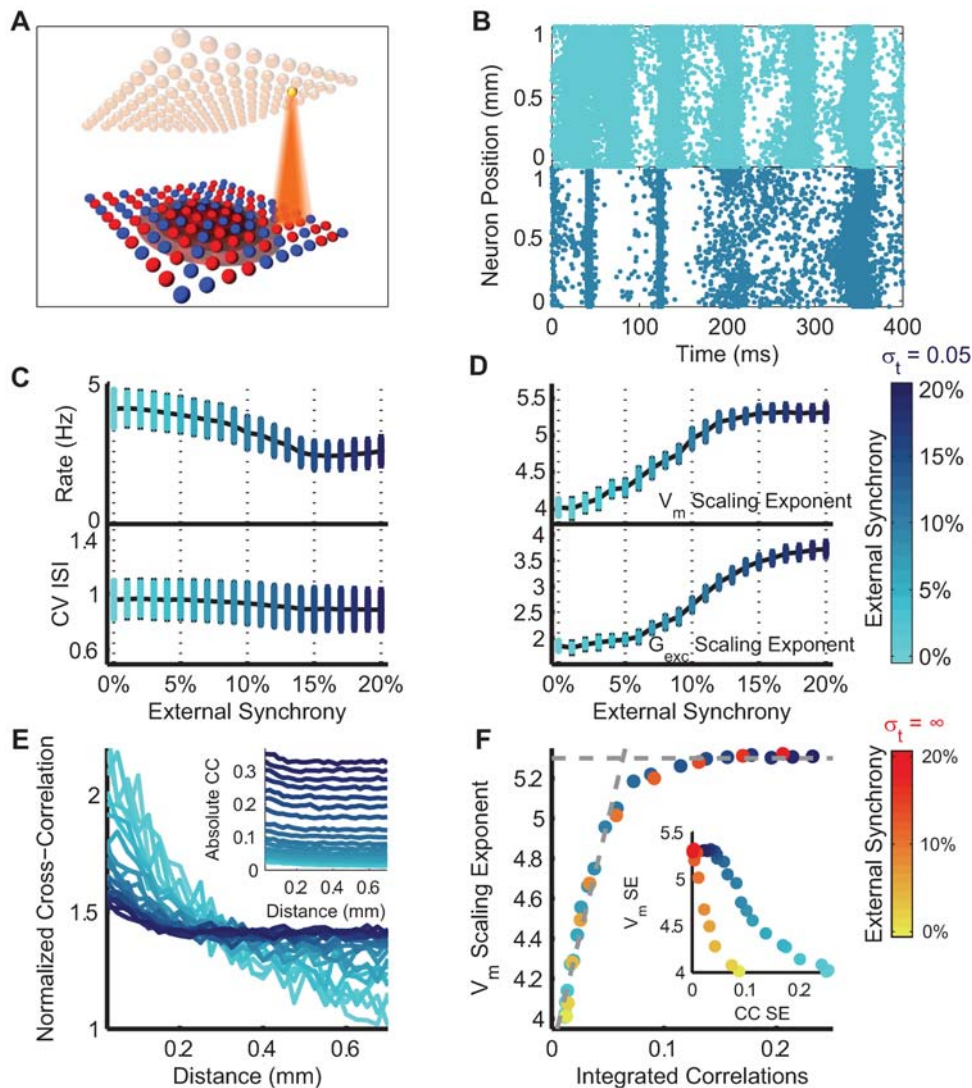 A
B
Neuron Position (mm)
1
0.5
0
1
0.5
0
0 100 200 300 400
Time (ms)
C
Rate (Hz)
5
0
CV ISI
1.4
1
0.6
0% 5% 10% 15% 20%
External Synchrony
D
5.5
5
4.5
4
Vm Scaling Exponent
4
3.5
3
2.5
2
Gexc Scaling Exponent
0% 5% 10% 15% 20%
External Synchrony
σt = 0.05
20%
15%
10%
5%
0%
External Synchrony
E
Normalized Cross-Correlation
2
1.5
1
0.2 0.4 0.6
Distance (mm)
Absolute CC
0.3
0.2
0.1
0
0.2 0.4 0.6
Distance (mm)
F
Vm Scaling Exponent
5.2
5
4.8
4.6
4.4
4.2
4
0 0.1 0.2
Integrated Correlations
Vm SE
5.5
5
4
0 0.1 0.2
CC SE
σt = ∞
20%
10%
0%
External Synchrony